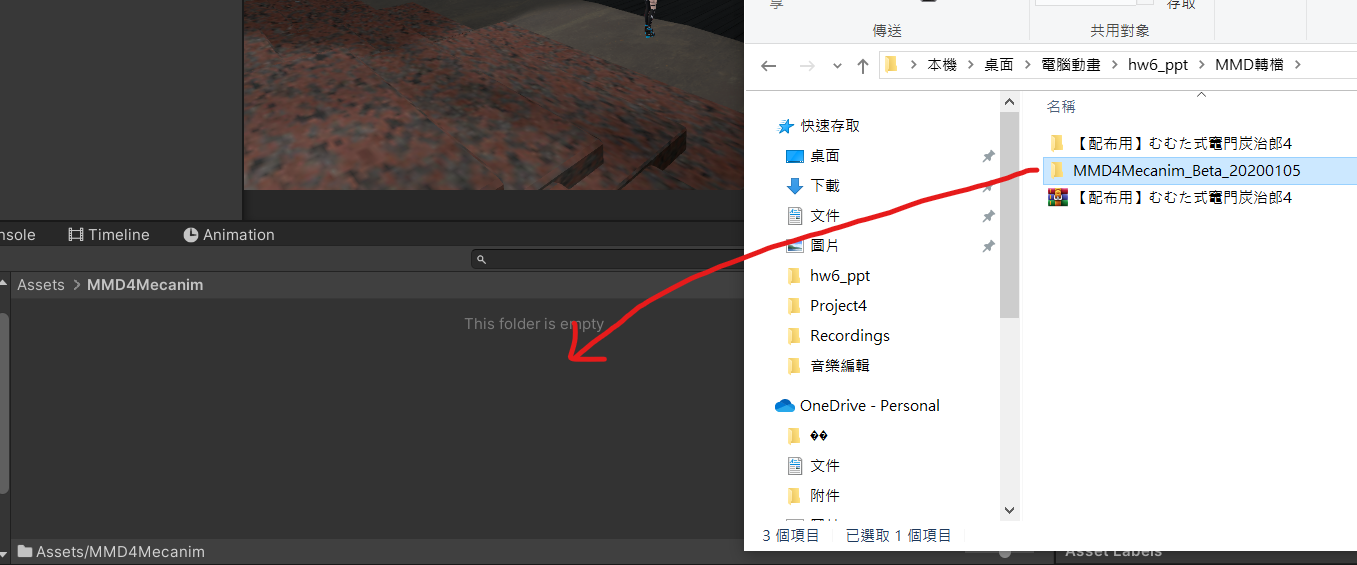 享
存取
傳送
共用對象
本機 > 桌面 > 電腦動畫 > hw6_ppt > MMD轉檔 >
名稱
快速存取
【配布用】むむた式竈門炭治郎4
桌面
MMD4Mecanim_Beta_20200105
下載
【配布用】むむた式竈門炭治郎4
文件
nsole
Timeline
Animation
圖片
Assets > MMD4Mecanim
hw6_ppt
Project4
This folder is empty
Recordings
音樂編輯
OneDrive - Personal
��
文件
附件
3 個項目
已選取 1 個項目
Assets/MMD4Mecanim
Asset Labels